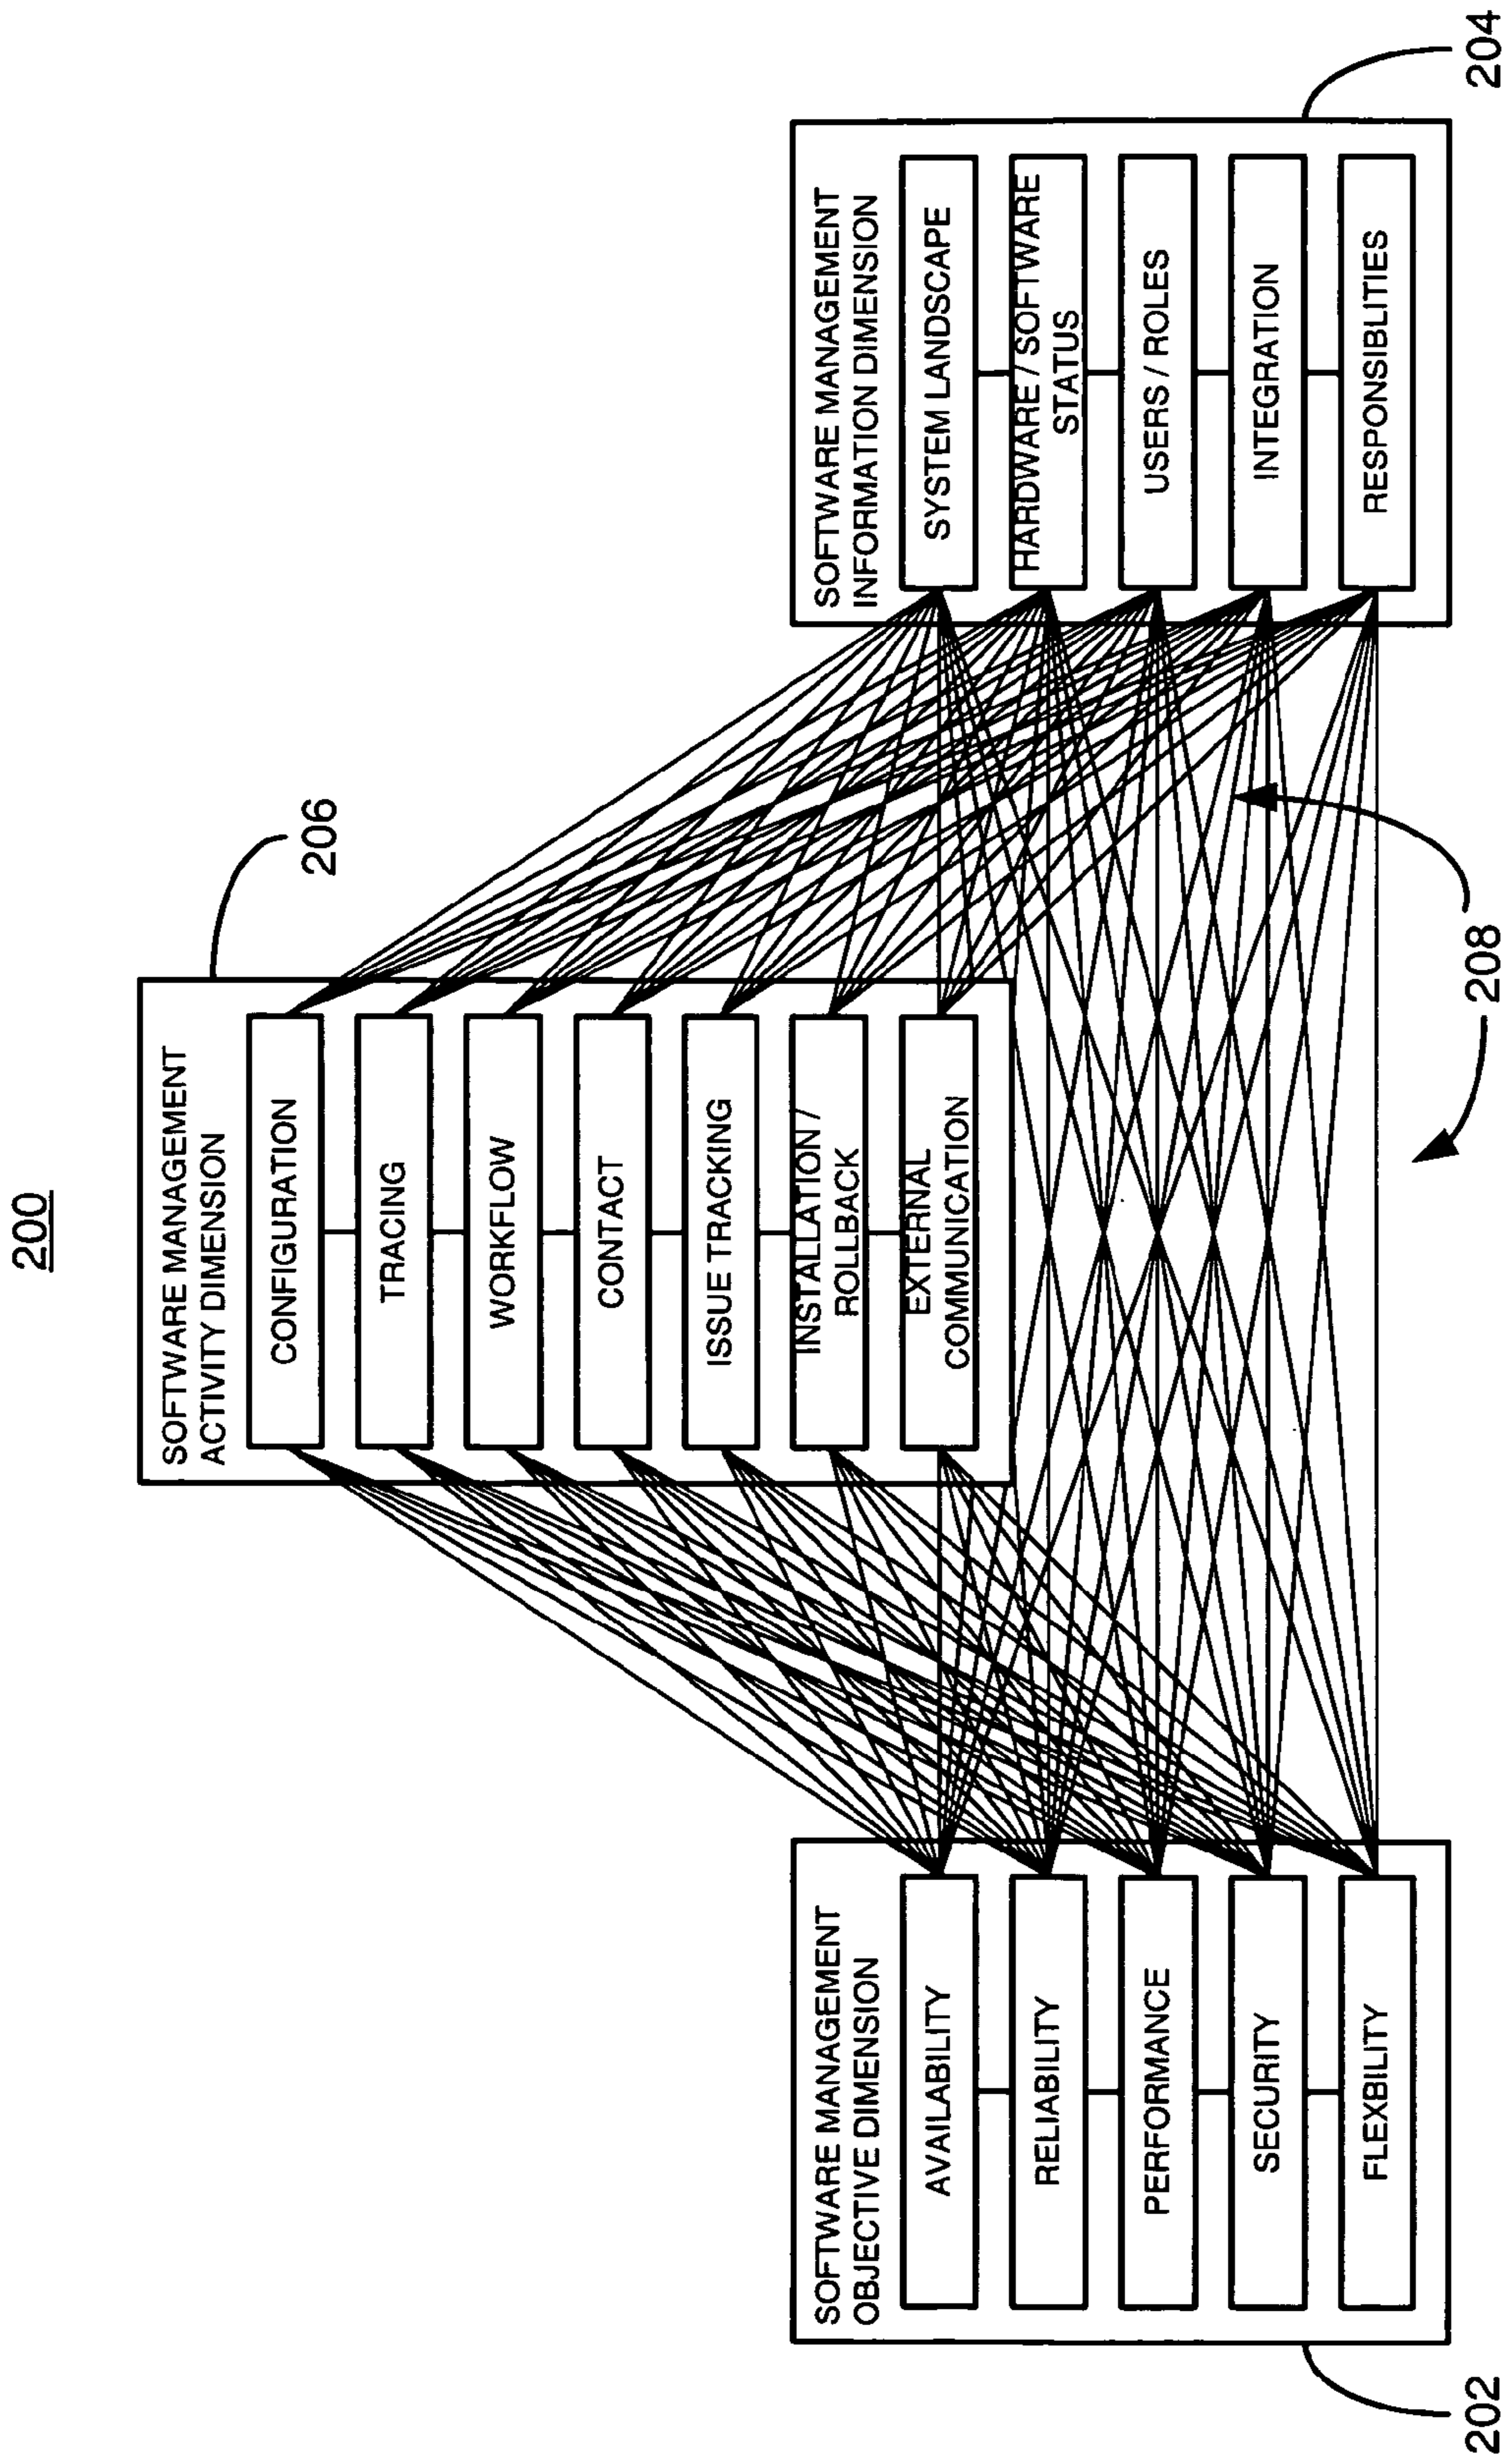 200
206
SOFTWARE MANAGEMENT
ACTIVITY DIMENSION
CONFIGURATION
TRACING
WORKFLOW
CONTACT
ISSUE TRACKING
INSTALLATION /
ROLLBACK
EXTERNAL
COMMUNICATION
SOFTWARE MANAGEMENT
OBJECTIVE DIMENSION
AVAILABILITY
RELIABILITY
PERFORMANCE
SECURITY
FLEXBILITY
202
SOFTWARE MANAGEMENT
INFORMATION DIMENSION
SYSTEM LANDSCAPE
HARDWARE / SOFTWARE
STATUS
USERS / ROLES
INTEGRATION
RESPONSIBLITIES
204
208